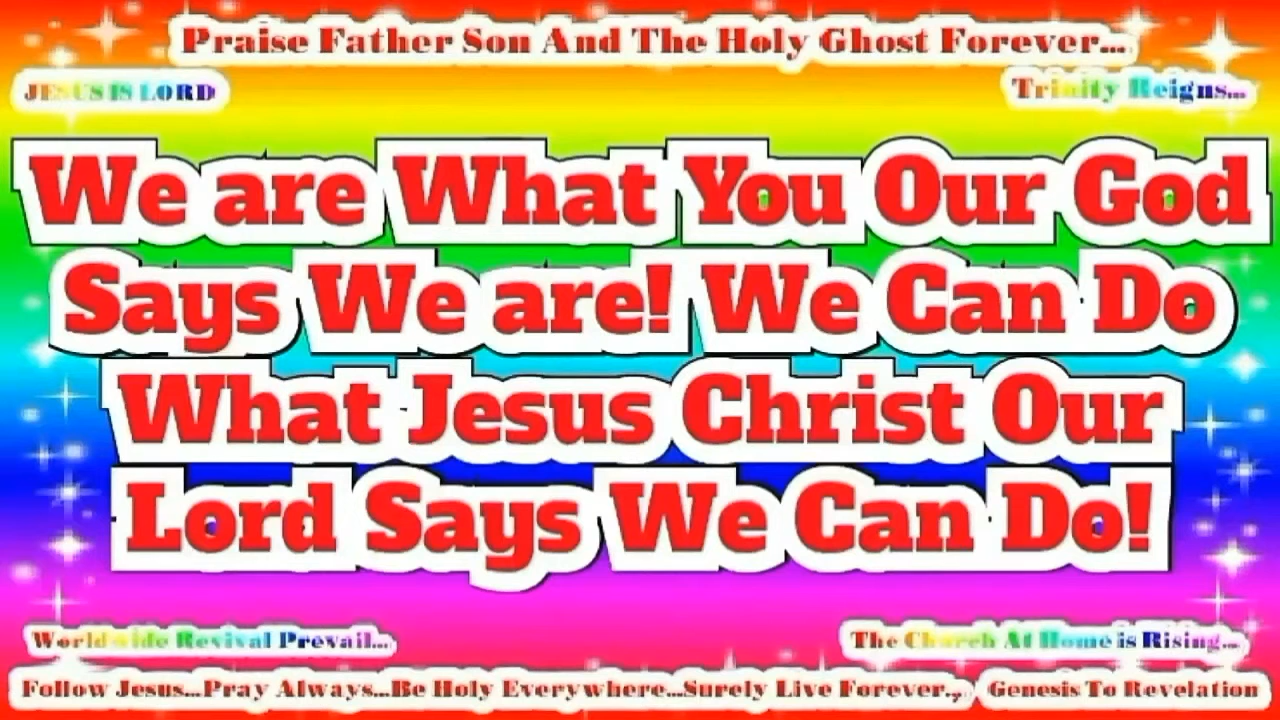 Praise Father Son And The Holy Ghost Forever...
JESUS IS LORD
Trinity Reigns...
We are What You Our God
Says We are! We Can Do
What Jesus Christ Our
Lord Says We Can Do!
Worldwide Revival Prevail...
The Church At Home is Rising...
Follow Jesus...Pray Always...Be Holy Everywhere...Surely Live Forever.., Genesis To Revelation